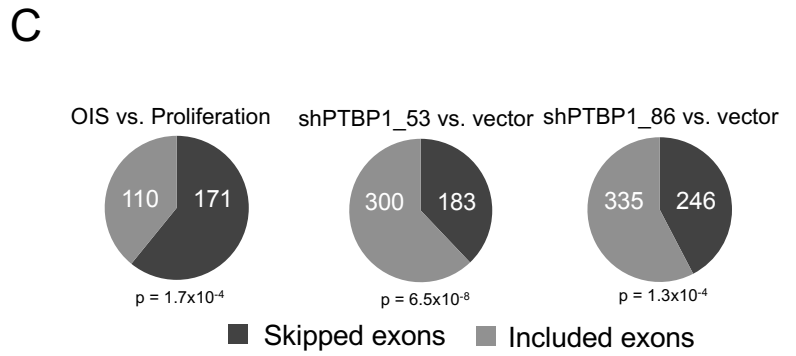 C
OIS vs. Proliferation shPTBP1_53 vs. vector shPTBP1_86 vs. vector
110 171 300 183 335 246
p = 1.7x10-4 p = 6.5x10-8 p = 1.3x10-4
Skipped exons Included exons